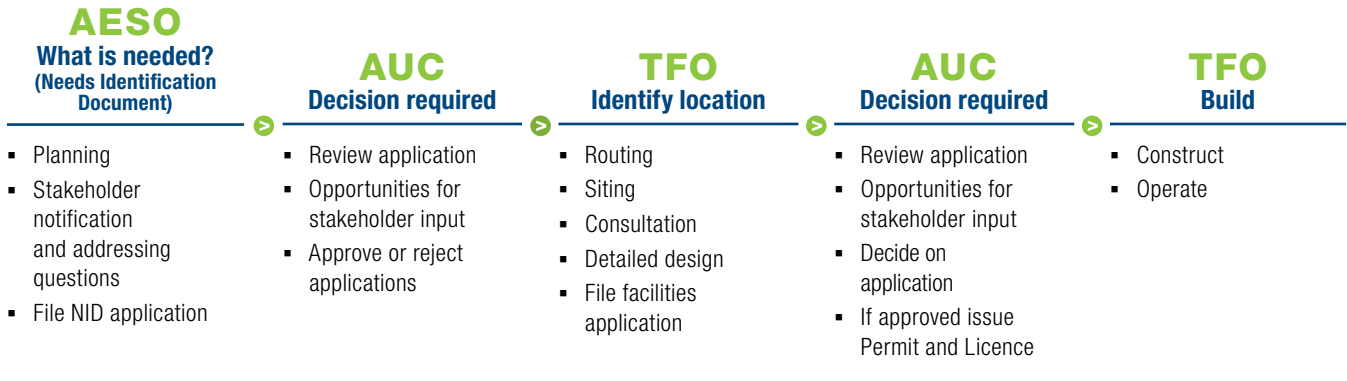 AESO
What is needed?
(Needs Identification
Document)
▪ Planning
▪ Stakeholder
notification
and addressing
questions
▪ File NID application
>
AUC
Decision required
▪ Review application
▪ Opportunities for
stakeholder input
▪ Approve or reject
applications
>
TFO
Identify location
▪ Routing
▪ Siting
▪ Consultation
▪ Detailed design
▪ File facilities
application
>
AUC
Decision required
▪ Review application
▪ Opportunities for
stakeholder input
▪ Decide on
application
▪ If approved issue
Permit and Licence
>
TFO
Build
▪ Construct
▪ Operate